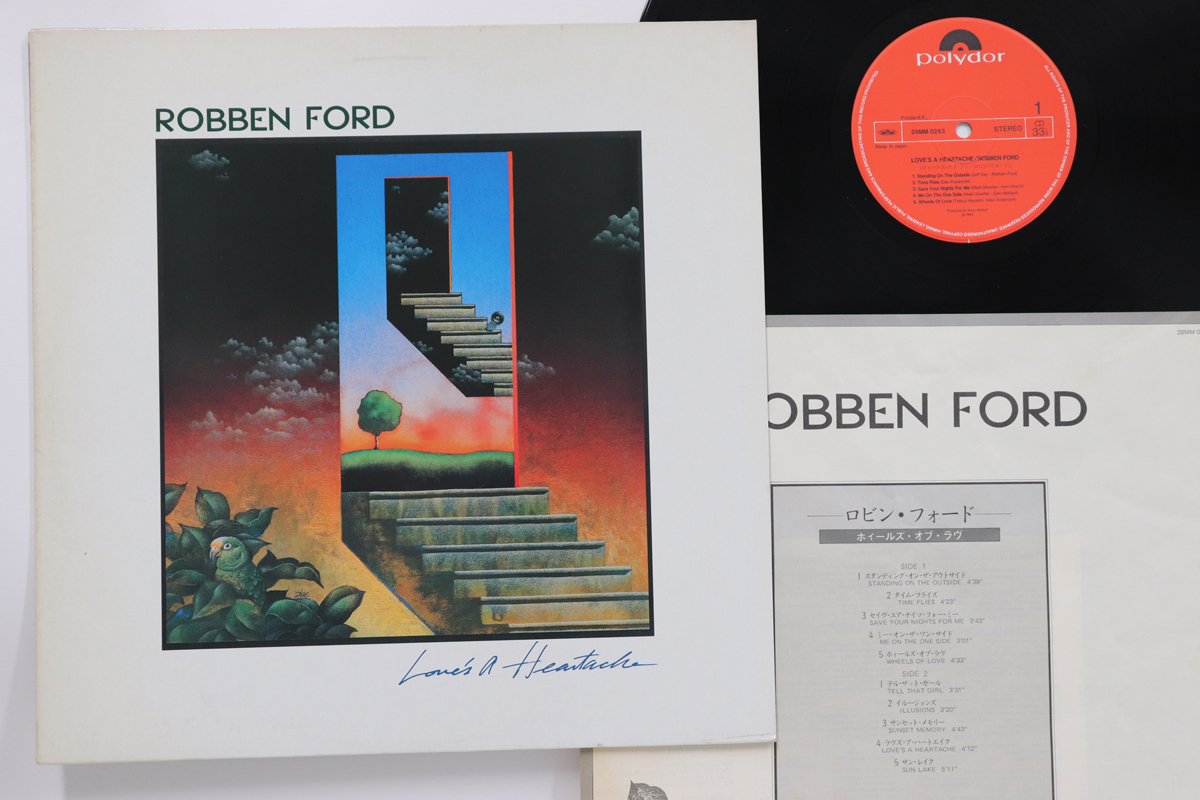 ROBBEN FORD
Love's A Heartache
polydor
1
28MM 0253
STEREO
33⅓
Made in Japan
LOVE'S A HEARTACHE/ROBBEN FORD
1. Standing On The Outside
2. Time Flies
3. Save Your Nights For Me
4. Me On The One Side
5. Wheels Of Love
28MM 0
OBBEN FORD
ロビン・フォード
ホィールズ・オブ・ラヴ
SIDE 1
1 スタンディング・オン・ザ・アウトサイド
STANDING ON THE OUTSIDE 4'39"
2 タイム・フライズ
TIME FLIES 4'23"
3 セイヴ・ユア・ナイツ・フォー・ミー
SAVE YOUR NIGHTS FOR ME 3'43"
4 ミー・オン・ザ・ワン・サイド
ME ON THE ONE SIDE 3'01"
5 ホィールズ・オブ・ラヴ
WHEELS OF LOVE 4'33"
SIDE 2
1 テル・ザット・ガール
TELL THAT GIRL 3'31"
2 イルージョンズ
ILLUSIONS 3'20"
3 サンセット・メモリー
SUNSET MEMORY 4'43"
4 ラヴズ・ア・ハートエイク
LOVE'S A HEARTACHE 4'12"
5 サン・レイク
SUN LAKE 5'11"